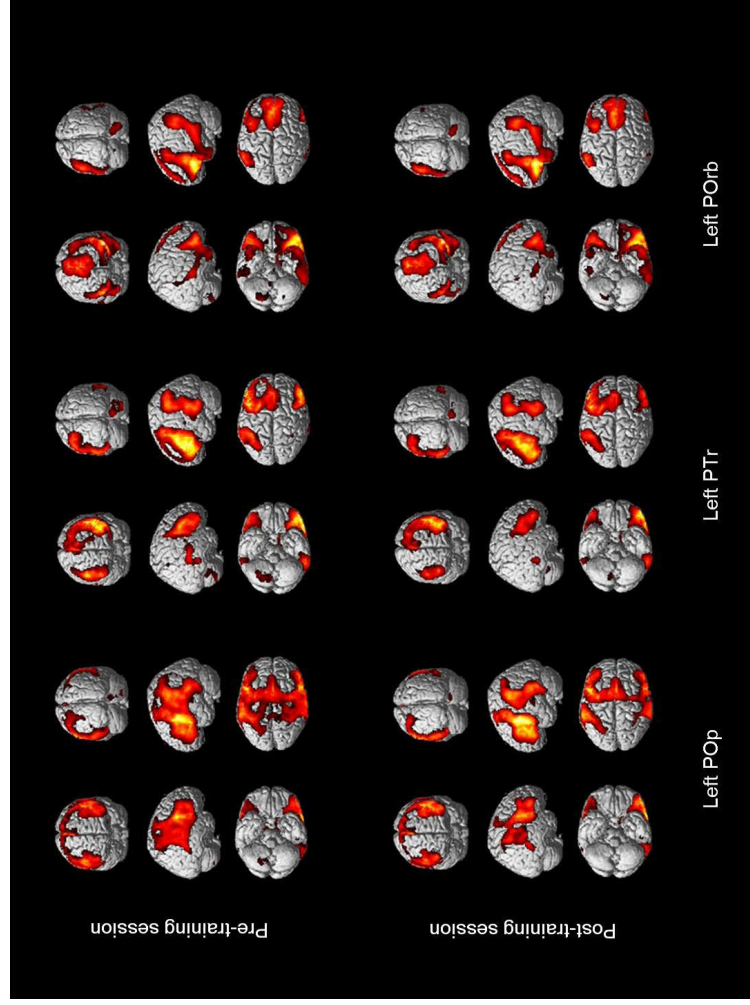 Pre-training session
Post-training session
Left POp
Left PTr
Left POrb